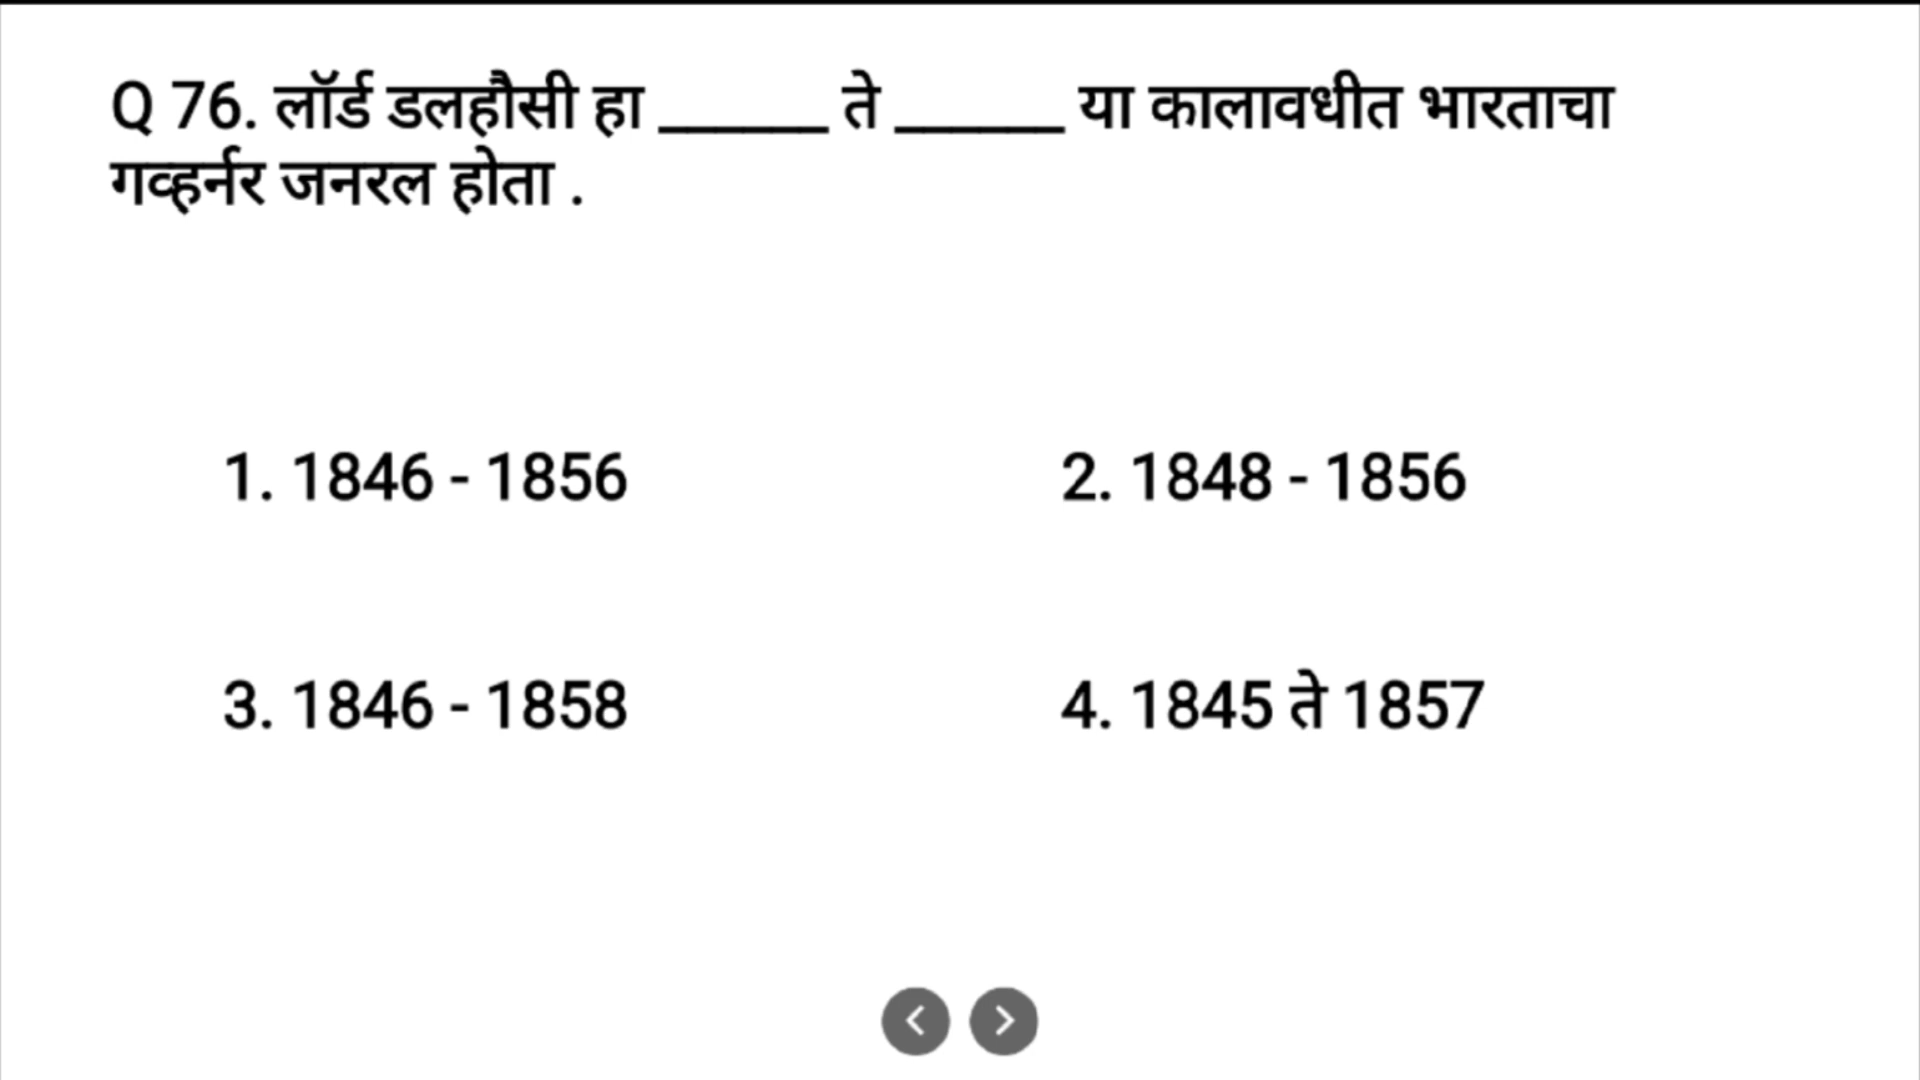 Q 76. लॉर्ड डलहौसी हा ______ ते ______ या कालावधीत भारताचा
गव्हर्नर जनरल होता .
1. 1846 - 1856
2. 1848 - 1856
3. 1846 - 1858
4. 1845 ते 1857